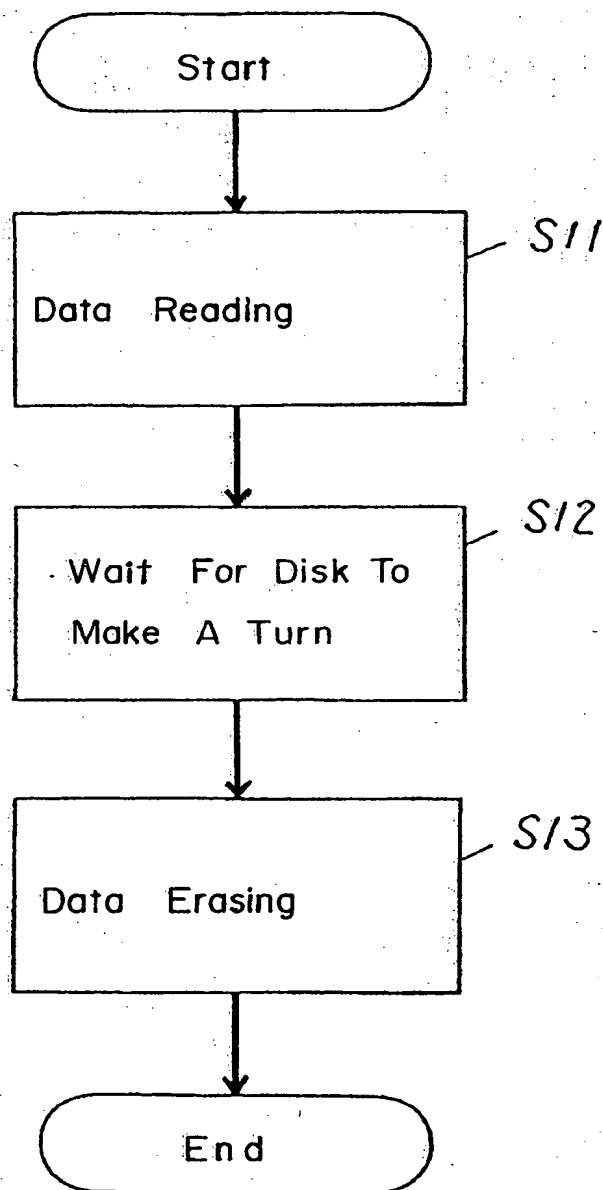 Start
S11
Data Reading
S12
Wait For Disk To
Make A Turn
S13
Data Erasing
End